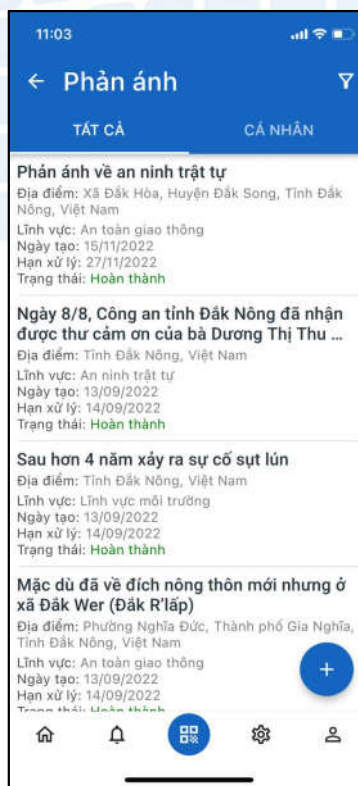 11:03
Phản ánh
TẤT CẢ
CÁ NHÂN
Phản ánh về an ninh trật tự
Địa điểm: Xã Đắk Hòa, Huyện Đắk Song, Tỉnh Đắk
Nông, Việt Nam
Lĩnh vực: An toàn giao thông
Ngày tạo: 15/11/2022
Hạn xử lý: 27/11/2022
Trạng thái: Hoàn thành
Ngày 8/8, Công an tỉnh Đắk Nông đã nhận
được thư cảm ơn của bà Dương Thị Thu ...
Địa điểm: Tỉnh Đắk Nông, Việt Nam
Lĩnh vực: An ninh trật tự
Ngày tạo: 13/09/2022
Hạn xử lý: 14/09/2022
Trạng thái: Hoàn thành
Sau hơn 4 năm xảy ra sự cố sụt lún
Địa điểm: Tỉnh Đắk Nông, Việt Nam
Lĩnh vực: Lĩnh vực môi trường
Ngày tạo: 13/09/2022
Hạn xử lý: 14/09/2022
Trạng thái: Hoàn thành
Mặc dù đã về đích nông thôn mới nhưng ở
xã Đắk Wer (Đắk R'lấp)
Địa điểm: Phường Nghĩa Đức, Thành phố Gia Nghĩa,
Tỉnh Đắk Nông, Việt Nam
Lĩnh vực: An toàn giao thông
Ngày tạo: 13/09/2022
Hạn xử lý: 14/09/2022
Trạng thái: Hoàn thành